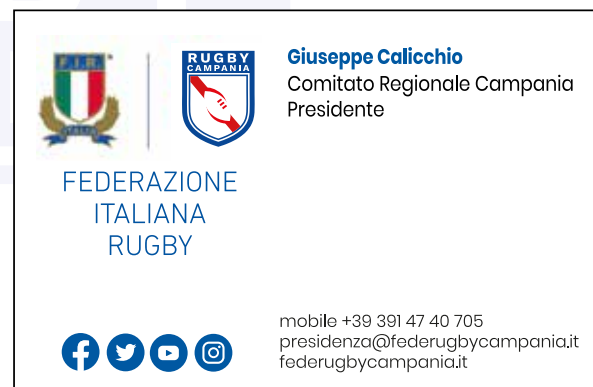 F.I.R.
ITALIA
RUGBY
CAMPANIA
FEDERAZIONE
ITALIANA
RUGBY
Giuseppe Calicchio
Comitato Regionale Campania
Presidente
mobile +39 391 47 40 705
presidenza@federugbycampania.it
federugbycampania.it